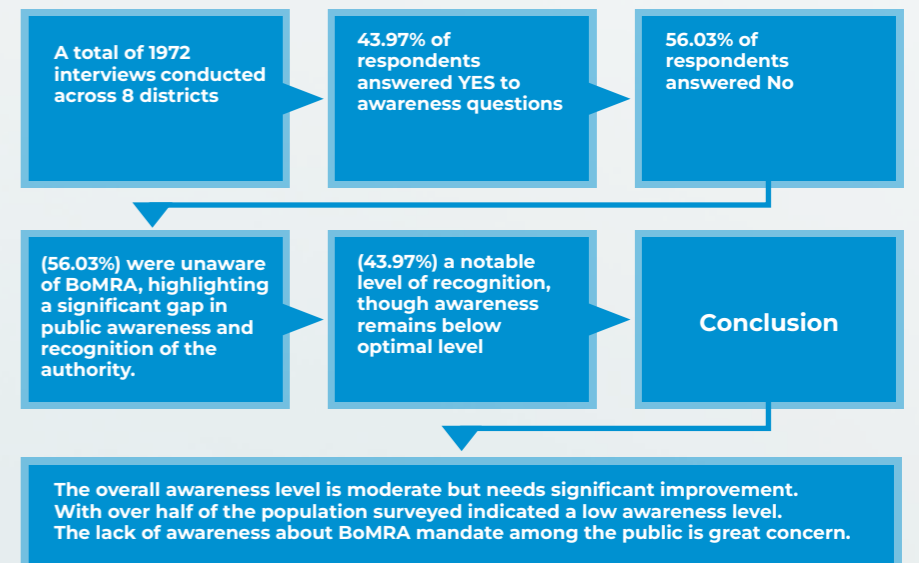 A total of 1972
interviews conducted
across 8 districts
43.97% of
respondents
answered YES to
awareness questions
56.03% of
respondents
answered No
(56.03%) were unaware
of BoMRA, highlighting
a significant gap in
public awareness and
recognition of the
authority.
(43.97%) a notable
level of recognition,
though awareness
remains below
optimal level
Conclusion
The overall awareness level is moderate but needs significant improvement.
With over half of the population surveyed indicated a low awareness level.
The lack of awareness about BoMRA mandate among the public is great concern.